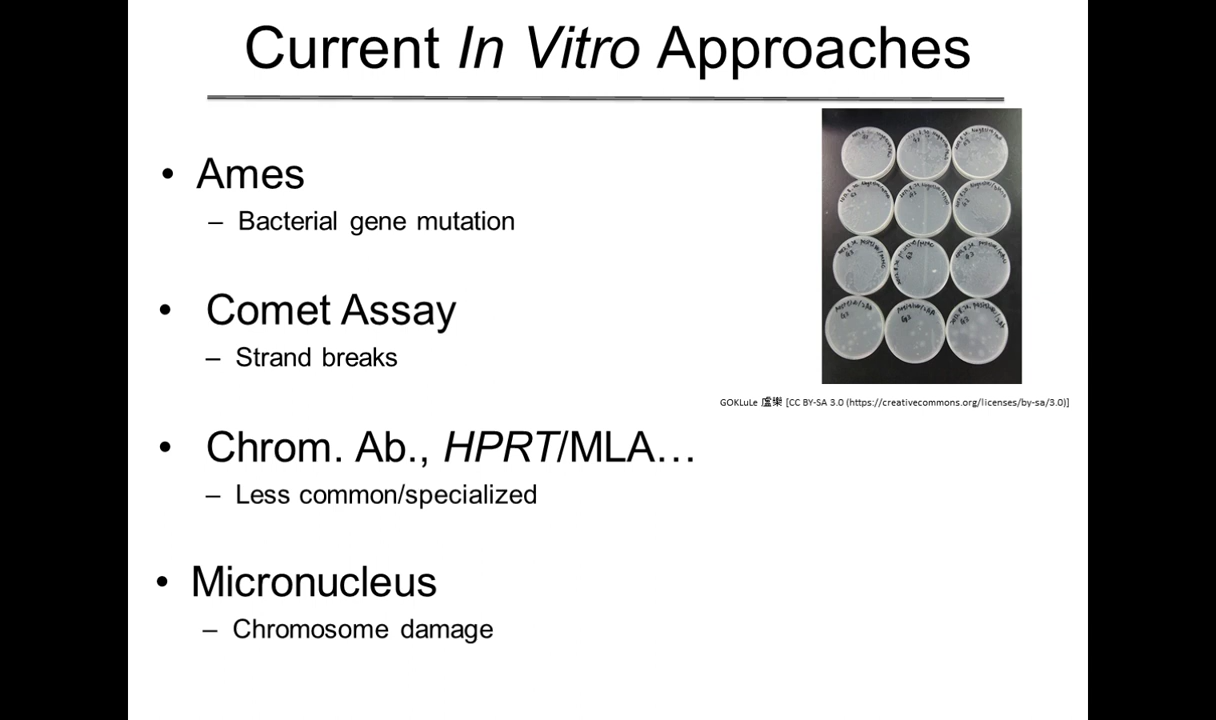 Current In Vitro Approaches
• Ames
– Bacterial gene mutation
• Comet Assay
– Strand breaks
GOKLuLe 盧樂 [CC BY-SA 3.0 (https://creativecommons.org/licenses/by-sa/3.0)]
• Chrom. Ab., HPRT/MLA…
– Less common/specialized
• Micronucleus
– Chromosome damage